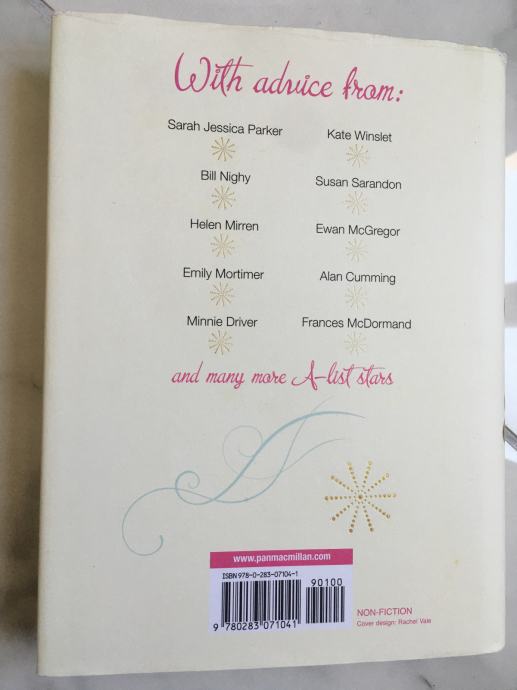 With advice from:
Sarah Jessica Parker
Kate Winslet
Bill Nighy
Susan Sarandon
Helen Mirren
Ewan McGregor
Emily Mortimer
Alan Cumming
Minnie Driver
Frances McDormand
and many more A-list stars
www.panmacmillan.com
ISBN 978-0-283-07104-1
90100
9 780283 071041
NON-FICTION
Cover design: Rachel Vale